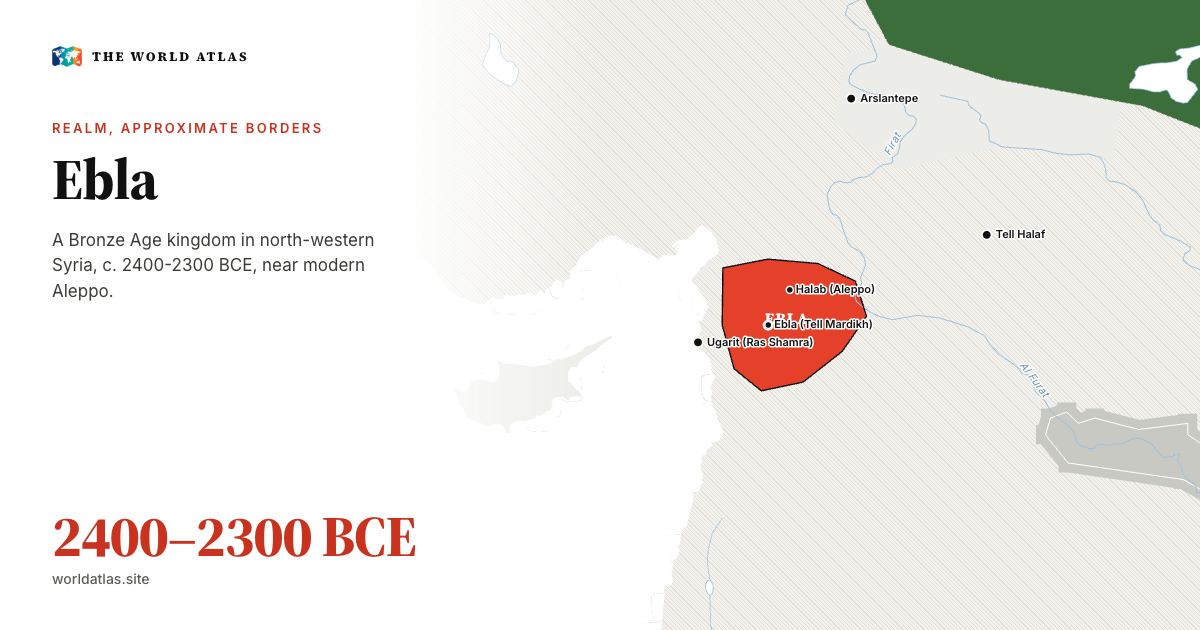 THE WORLD ATLAS
REALM, APPROXIMATE BORDERS
Ebla
A Bronze Age kingdom in north-western
Syria, c. 2400-2300 BCE, near modern
Aleppo.
2400–2300 BCE
worldatlas.site
Arslantepe
Firat
Tell Halaf
Halab (Aleppo)
EBLA
Ebla (Tell Mardikh)
Ugarit (Ras Shamra)
Al Furat